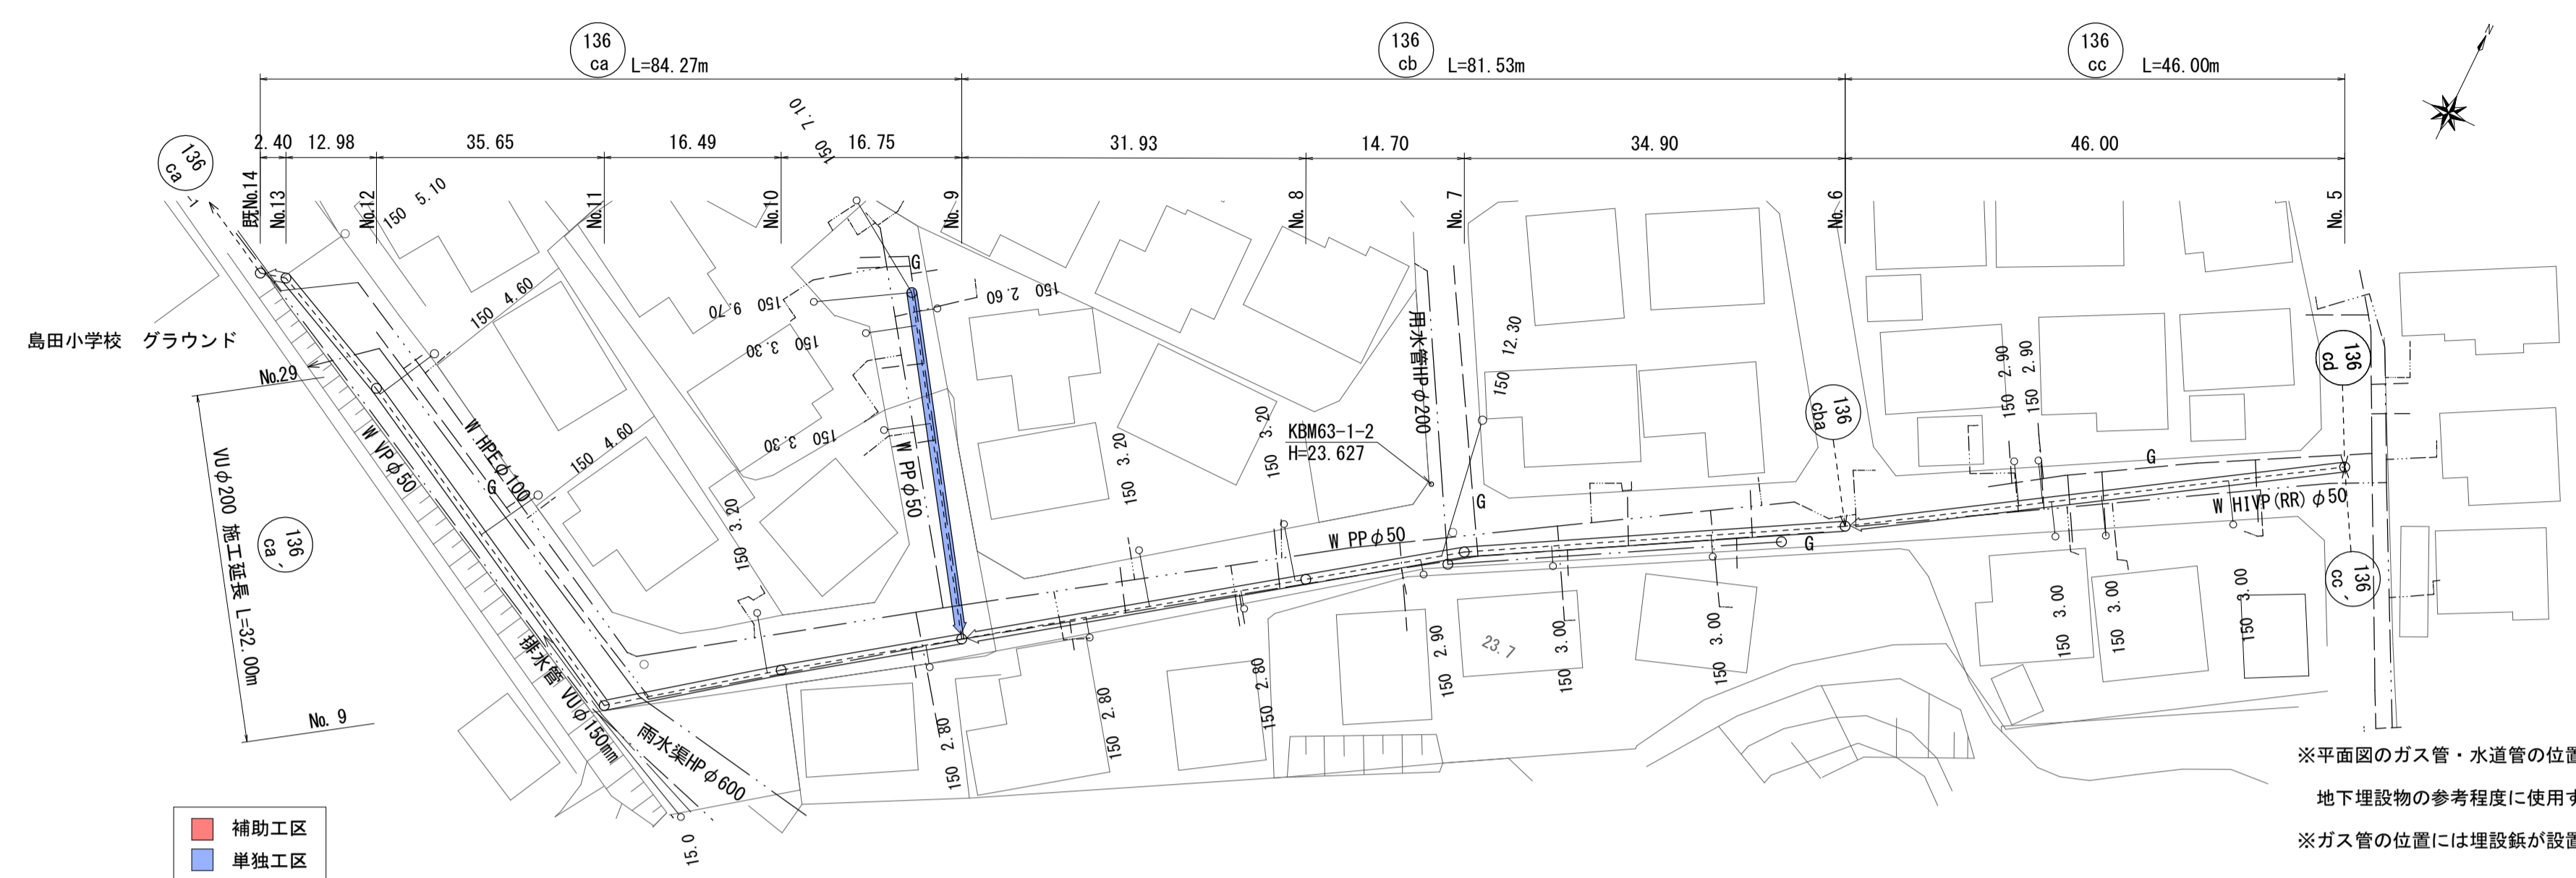 136
ca
L=84.27m
136
cb
L=81.53m
136
cc
L=46.00m
N
2.40
12.98
35.65
16.49
16.75
31.93
14.70
34.90
46.00
既No.14
No.13
No.12
No.11
No.10
No. 9
No. 8
No. 7
No. 6
No. 5
136
ca
-1
150 5.10
150 7.10
島田小学校 グラウンド
No.29
VUφ200 施工延長 L=32.00m
No. 9
136
ca、
W VPφ50
W HPEφ100
G
150 4.60
150 4.60
150 9.70
150 3.30
150 3.30
150 2.60
G
W PPφ50
150 3.20
150 3.20
150 3.20
用水管HPφ200
150 12.30
KBM63-1-2
H=23.627
G
W PPφ50
G
136
cba
150 2.90
150 2.90
G
W HIVP(RR)φ50
136
cd
136
cc、
排水管 VUφ150mm
雨水渠HPφ600
15.0
150 2.80
150 2.80
150 2.80
150 2.90
23.7
150 3.00
150 3.00
150 3.00
150 3.00
150 3.00
補助工区
単独工区
※平面図のガス管・水道管の位置
地下埋設物の参考程度に使用す
※ガス管の位置には埋設鋲が設置